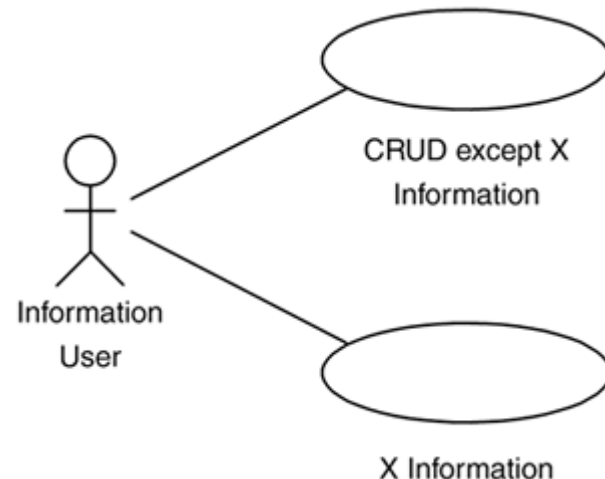 CRUD except X
Information
Information
User
X Information